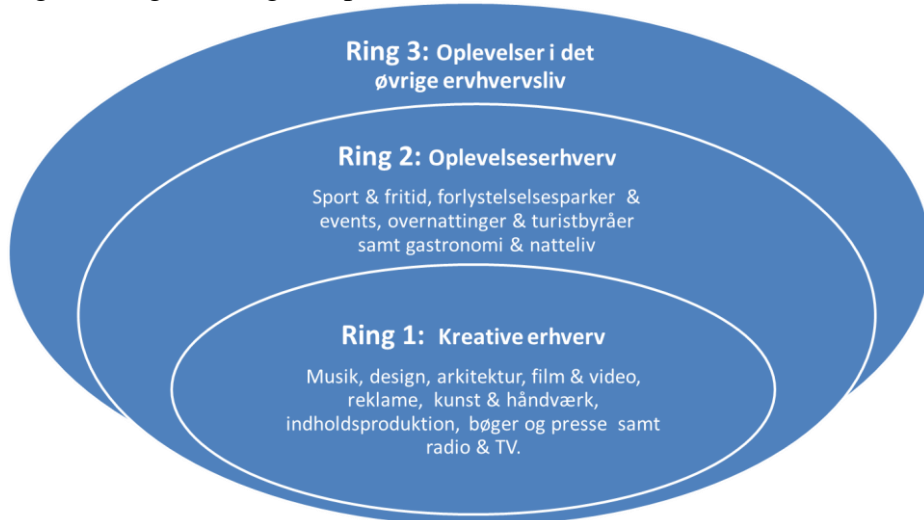 Ring 3: Oplevelser i det
øvrige ervhvervsliv
Ring 2: Oplevelseserhverv
Sport & fritid, forlystelselsesparker &
events, overnattinger & turistbyråer
samt gastronomi & natteliv
Ring 1: Kreative erhverv
Musik, design, arkitektur, film & video,
reklame, kunst & håndværk,
indholdsproduktion, bøger og presse samt
radio & TV.